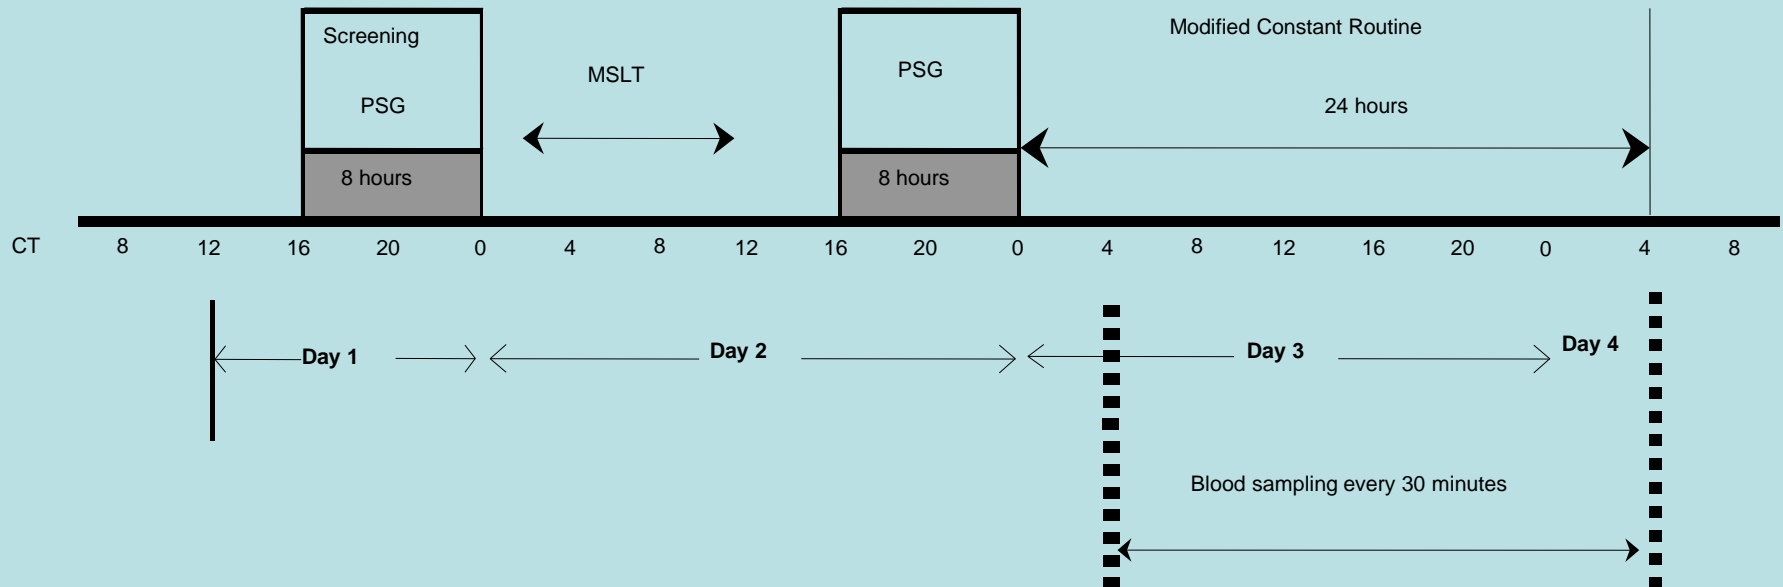 Screening
PSG
8 hours
MSLT
PSG
8 hours
Modified Constant Routine
24 hours
CT 8 12 16 20 0 4 8 12 16 20 0 4 8 12 16 20 0 4 8
Day 1 Day 2 Day 3 Day 4
Blood sampling every 30 minutes